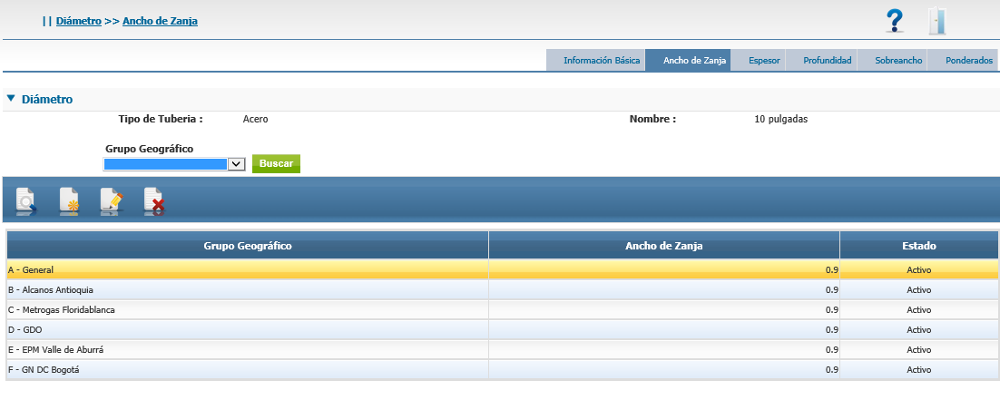 || Diámetro >> Ancho de Zanja
Información Básica Ancho de Zanja Espesor Profundidad Sobreancho Ponderados
Diámetro
Tipo de Tuberia : Acero Nombre : 10 pulgadas
Grupo Geográfico
Buscar
Grupo Geográfico Ancho de Zanja Estado
A - General 0.9 Activo
B - Alcanos Antioquia 0.9 Activo
C - Metrogas Floridablanca 0.9 Activo
D - GDO 0.9 Activo
E - EPM Valle de Aburrá 0.9 Activo
F - GN DC Bogotá 0.9 Activo